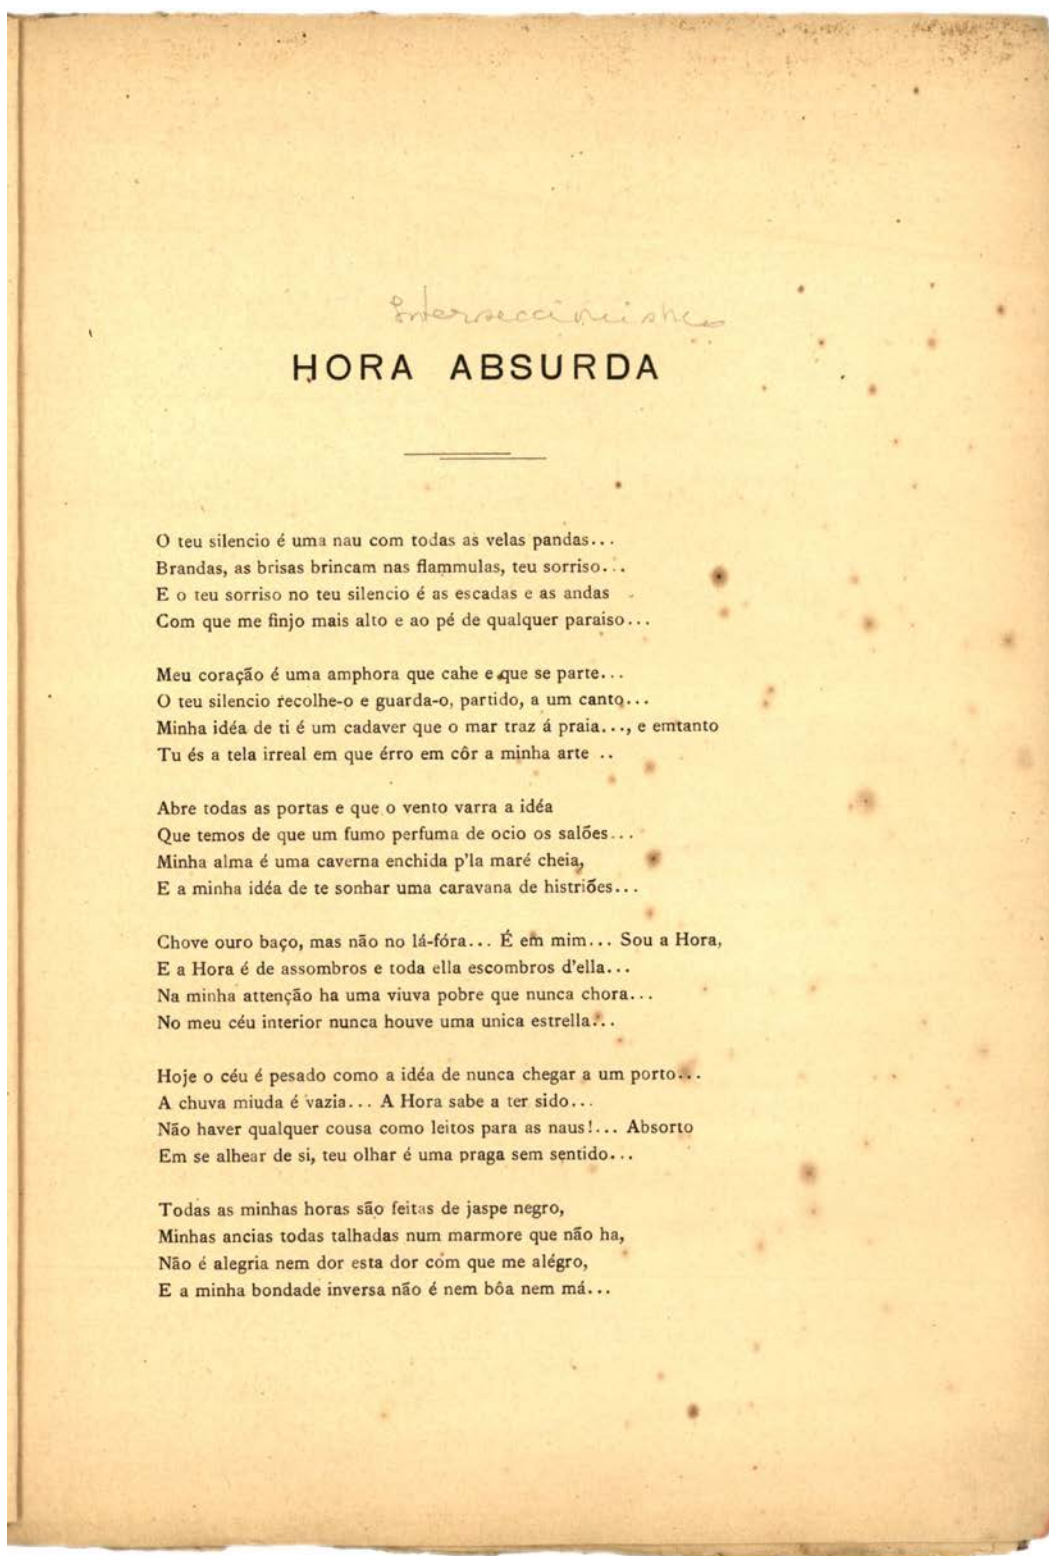 Interseccionismo
HORA ABSURDA
O teu silencio é uma nau com todas as velas pandas...
Brandas, as brisas brincam nas flammulas, teu sorriso...
E o teu sorriso no teu silencio é as escadas e as andas
Com que me finjo mais alto e ao pé de qualquer paraiso...
Meu coração é uma amphora que cahe e que se parte...
O teu silencio recolhe-o e guarda-o, partido, a um canto...
Minha idéa de ti é um cadaver que o mar traz á praia..., e emtanto
Tu és a tela irreal em que érro em côr a minha arte ..
Abre todas as portas e que o vento varra a idéa
Que temos de que um fumo perfuma de ocio os salões...
Minha alma é uma caverna enchida p'la maré cheia,
E a minha idéa de te sonhar uma caravana de histriões...
Chove ouro baço, mas não no lá-fóra... É em mim... Sou a Hora,
E a Hora é de assombros e toda ella escombros d'ella...
Na minha attenção ha uma viuva pobre que nunca chora...
No meu céu interior nunca houve uma unica estrella...
Hoje o céu é pesado como a idéa de nunca chegar a um porto...
A chuva miuda é vazia... A Hora sabe a ter sido...
Não haver qualquer cousa como leitos para as naus!... Absorto
Em se alhear de si, teu olhar é uma praga sem sentido...
Todas as minhas horas são feitas de jaspe negro,
Minhas ancias todas talhadas num marmore que não ha,
Não é alegria nem dor esta dor com que me alégro,
E a minha bondade inversa não é nem bôa nem má...